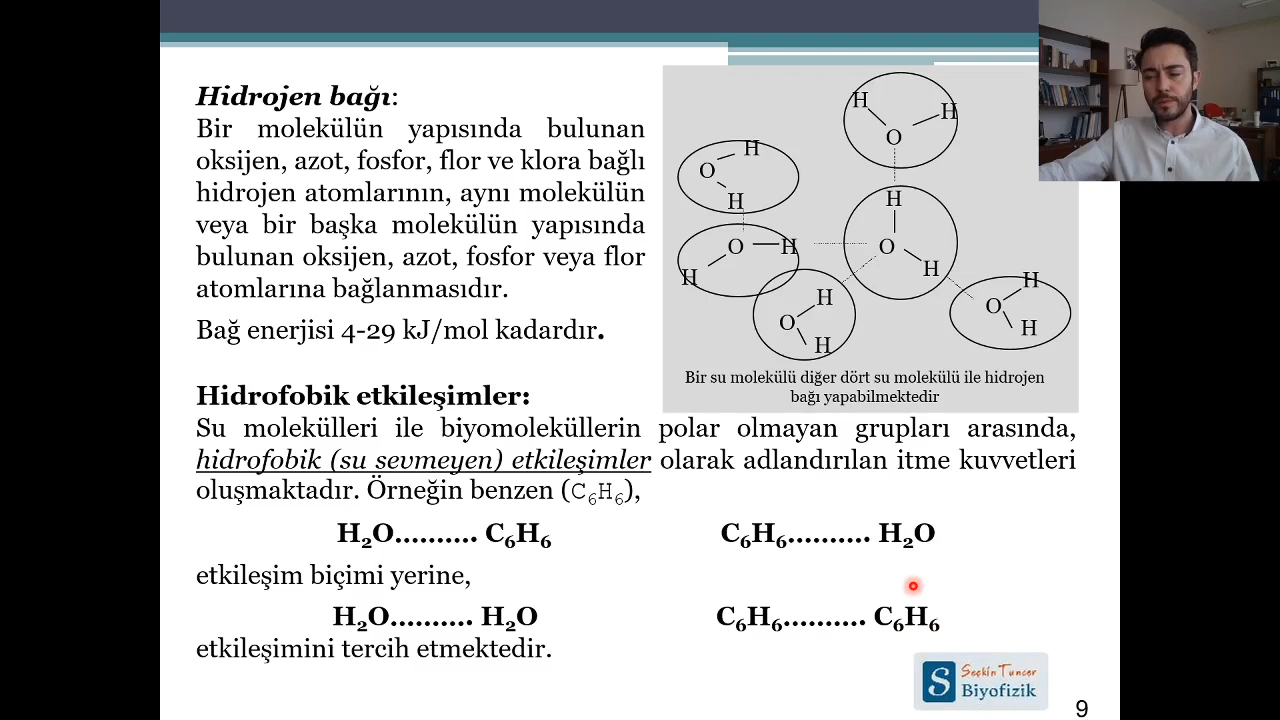 Hidrojen bağı:
Bir molekülün yapısında bulunan
oksijen, azot, fosfor, flor ve klora bağlı
hidrojen atomlarının, aynı molekülün
veya bir başka molekülün yapısında
bulunan oksijen, azot, fosfor veya flor
atomlarına bağlanmasıdır.
Bağ enerjisi 4-29 kJ/mol kadardır.
H
H
O
O
H
H
H
O
H
H
O
H
O
H
H
O
H
H
Bir su molekülü diğer dört su molekülü ile hidrojen
bağı yapabilmektedir
Hidrofobik etkileşimler:
Su molekülleri ile biyomoleküllerin polar olmayan grupları arasında,
hidrofobik (su sevmeyen) etkileşimler olarak adlandırılan itme kuvvetleri
oluşmaktadır. Örneğin benzen (C₆H₆),
H₂O.......... C₆H₆ C₆H₆.......... H₂O
etkileşim biçimi yerine,
H₂O.......... H₂O C₆H₆.......... C₆H₆
etkileşimini tercih etmektedir.
S
Seçkin Tuncer
Biyofizik
9